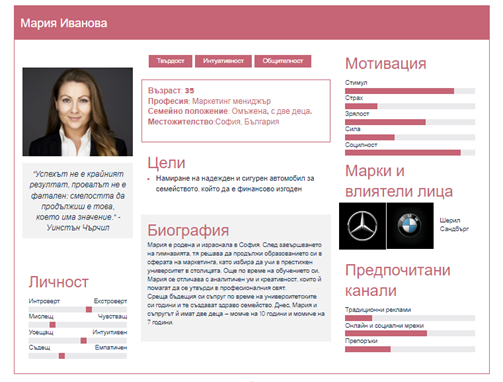 Мария Иванова
Твърдост
Интуативност
Общителност
Възраст: 35
Професия: Маркетинг мениджър
Семейно положение: Омъжена, с две деца.
Местожителство София, България
"Успехът не е крайният
резултат, провалът не е
фатален: смелостта да
продължиш е това,
което има значение." -
Уинстън Чърчил
Цели
Намиране на надежден и сигурен автомобил за
семейството, който да е финансово изгоден
Биография
Мария е родена и израснала в София. След завършването
на гимназията, тя решава да продължи образованието си в
сферата на маркетинга, като избира да учи в престижен
университет в столицата. Още по време на обучението си,
Мария се отличава с аналитичен ум и креативност, които й
помагат да се утвърди в професионалния свят.
Среща бъдещия си съпруг по време на университетските
си години и те създават здраво семейство. Днес, Мария и
съпругът й имат две деца – момче на 10 години и момиче на
7 години.
Личност
Интроверт Екстроверт
Мислещ Чувстващ
Усещащ Интуитивен
Съдещ Емпатичен
Мотивация
Стимул
Страх
Зрялост
Сила
Социлност
Марки и
влиятели лица
Шерил
Сандбърг
Предпочитани
канали
Традиционни реклами
Онлайн и социални мрежи
Препоръки